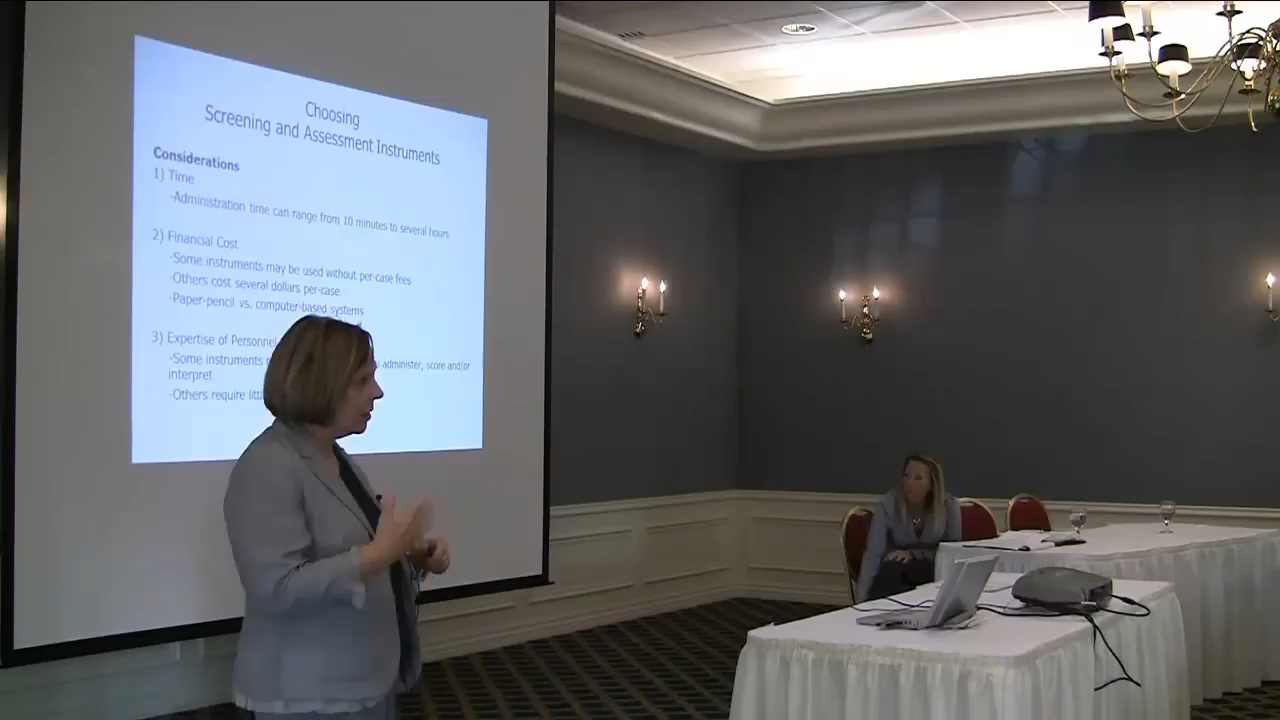 Choosing
Screening and Assessment Instruments
Considerations
1) Time
-Administration time can range from 10 minutes to several hours
2) Financial Cost
-Some instruments may be used without per-case fees
-Others cost several dollars per-case
-Paper-pencil vs. computer-based systems
3) Expertise of Personnel
-Some instruments administer, score and/or
interpret
-Others require